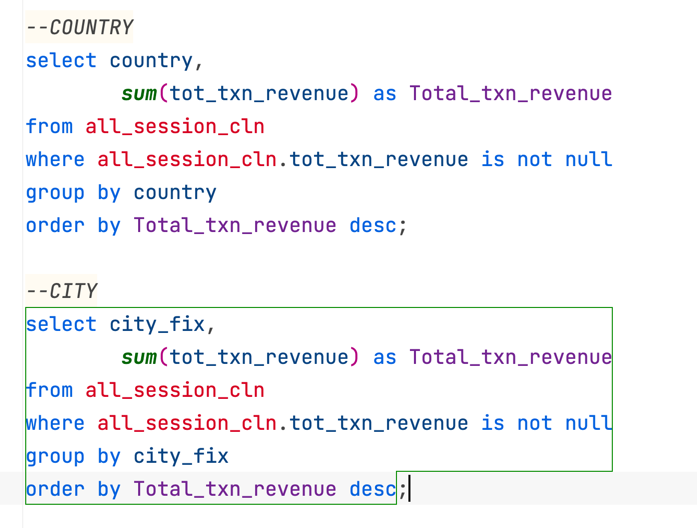 --COUNTRY
select country,
        sum(tot_txn_revenue) as Total_txn_revenue
from all_session_cln
where all_session_cln.tot_txn_revenue is not null
group by country
order by Total_txn_revenue desc;

--CITY
select city_fix,
        sum(tot_txn_revenue) as Total_txn_revenue
from all_session_cln
where all_session_cln.tot_txn_revenue is not null
group by city_fix
order by Total_txn_revenue desc;